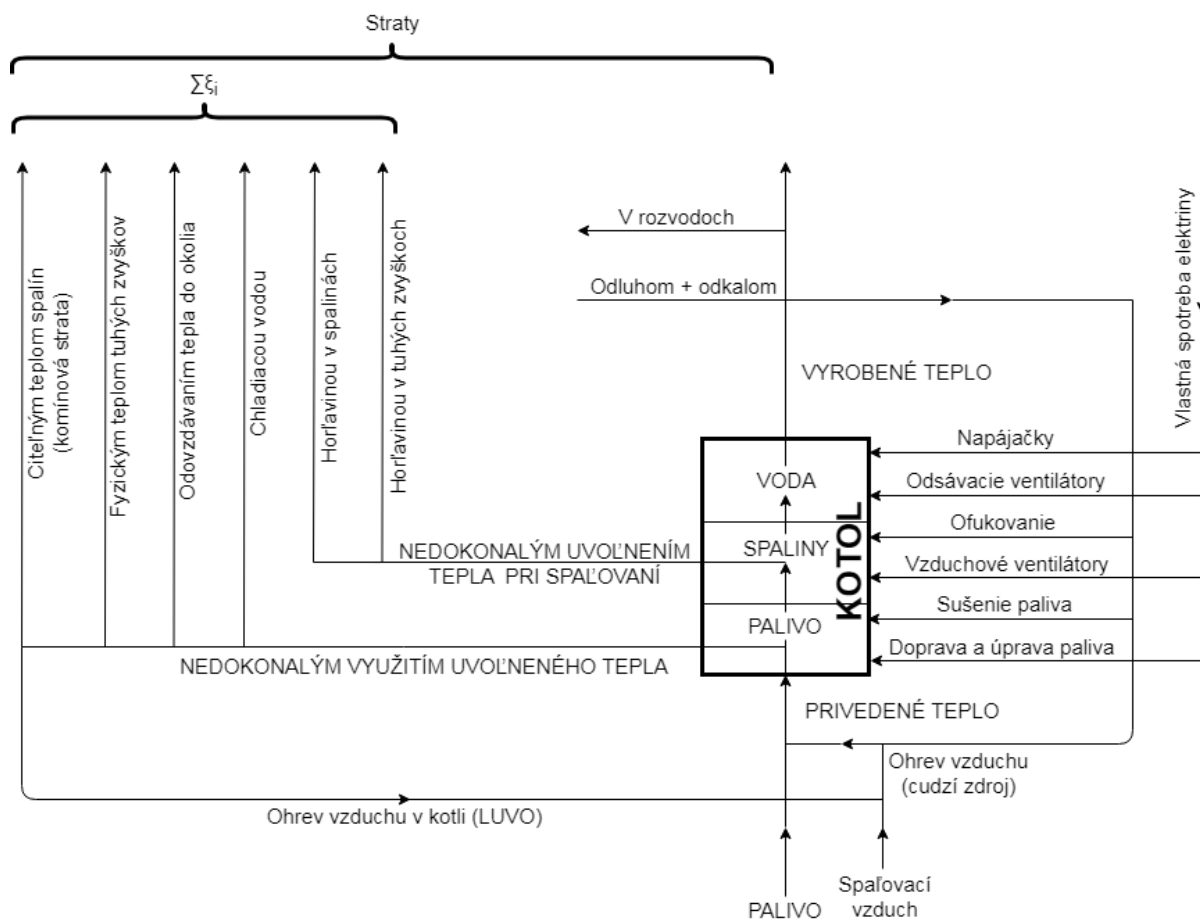 Straty
∑ξi
Citeľným teplom spalín
(komínová strata)
Fyzickým teplom tuhých zvyškov
Odovzdávaním tepla do okolia
Chladiacou vodou
Horľavinou v spalinách
Horľavinou v tuhých zvyškoch
V rozvodoch
Odluhom + odkalom
Vlastná spotreba elektriny
VYROBENÉ TEPLO
KOTOL
VODA
SPALINY
PALIVO
Napájačky
Odsávacie ventilátory
Ofukovanie
Vzduchové ventilátory
Sušenie paliva
Doprava a úprava paliva
NEDOKONALÝM UVOĽNENÍM
TEPLA PRI SPAĽOVANÍ
NEDOKONALÝM VYUŽITÍM UVOĽNENÉHO TEPLA
PRIVEDENÉ TEPLO
Ohrev vzduchu
(cudzí zdroj)
Ohrev vzduchu v kotli (LUVO)
Spaľovací
vzduch
PALIVO